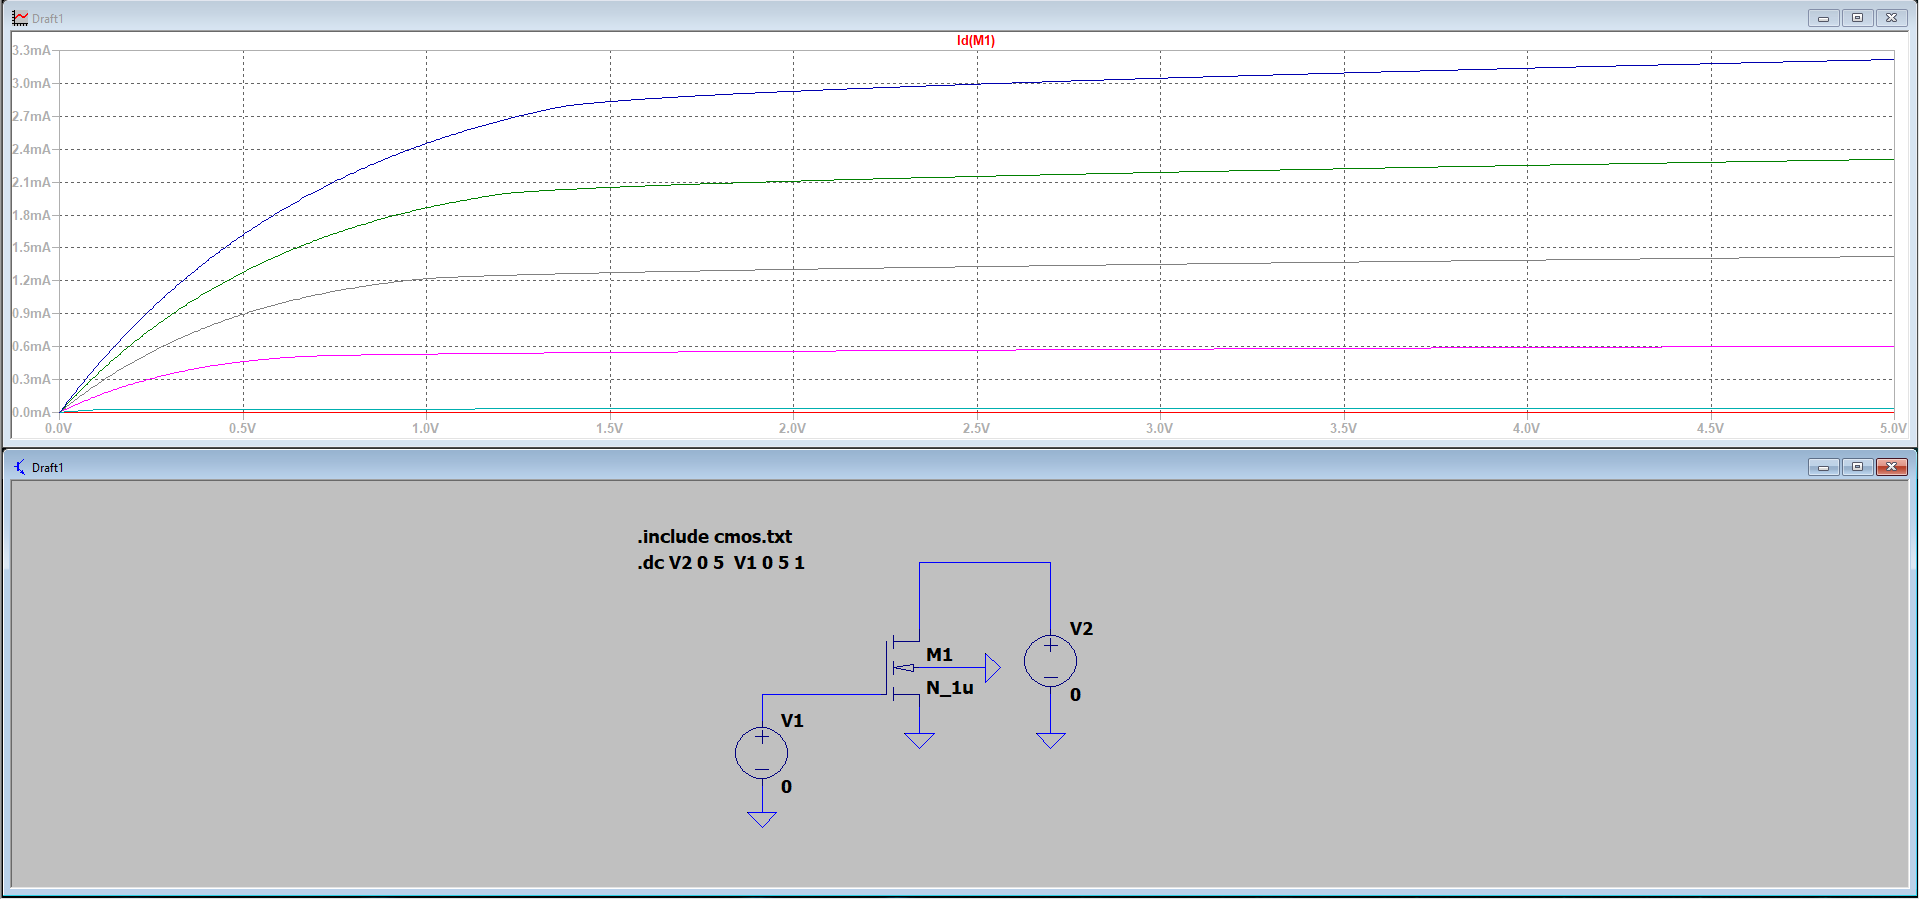 Draft1
Id(M1)
3.3mA
3.0mA
2.7mA
2.4mA
2.1mA
1.8mA
1.5mA
1.2mA
0.9mA
0.6mA
0.3mA
0.0mA
0.0V 0.5V 1.0V 1.5V 2.0V 2.5V 3.0V 3.5V 4.0V 4.5V 5.0V
Draft1
.include cmos.txt
.dc V2 0 5 V1 0 5 1
V2
M1
N_1u
0
V1
0